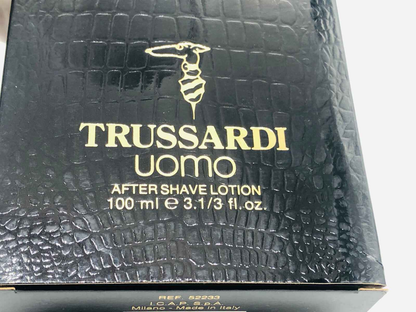 TRUSSARDI
uomo
AFTER SHAVE LOTION
100 ml ℮ 3.1/3 fl.oz.
REF. 52233
I.C.A.P. S.p.A.
Milano - Made in Italy